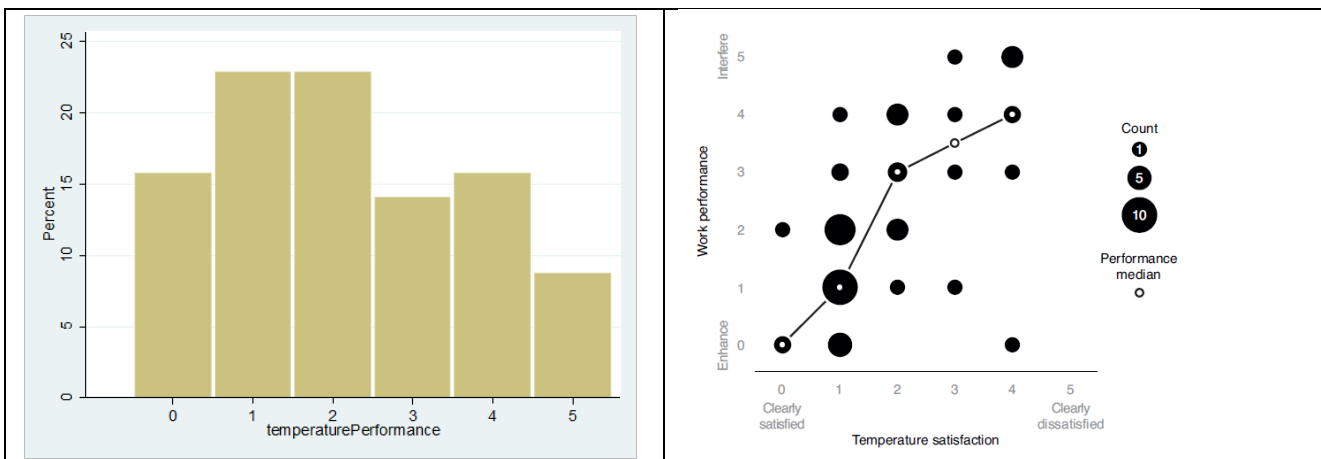 25
20
15
10
5
0
Percent
0 1 2 3 4 5
temperaturePerformance
Interfere
5
4
3
2
1
0
Enhance
Work performance
0 1 2 3 4 5
Clearly satisfied
Clearly dissatisfied
Temperature satisfaction
Count
1
5
10
Performance
median